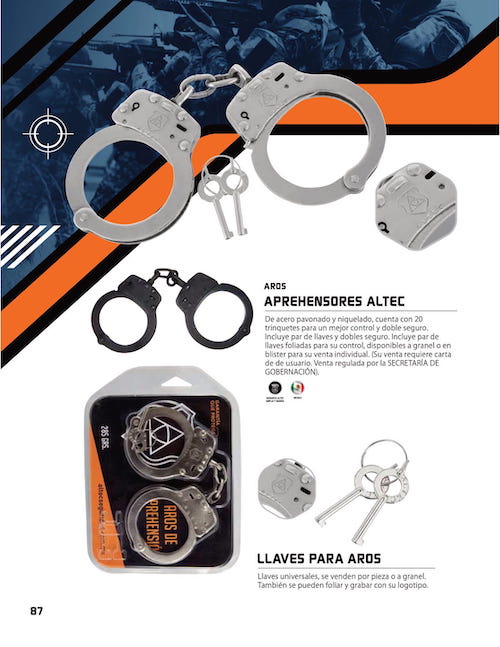 AROS
APREHENSORES ALTEC
De acero pavonado y niquelado, cuenta con 20
trinquetes para un mejor control y doble seguro.
Incluye par de llaves y dobles seguro. Incluye par de
llaves foliadas para su control, disponibles a granel o en
blister para su venta individual. (Su venta requiere carta
de de usuario. Venta regulada por la SECRETARÍA DE
GOBERNACIÓN).
MÉXICO
GARANTÍA
QUE PROTEGE
285 GRS.
AROS DE
LLAVES PARA AROS
Llaves universales, se venden por pieza o a granel.
También se pueden foliar y grabar con su logotipo.
87